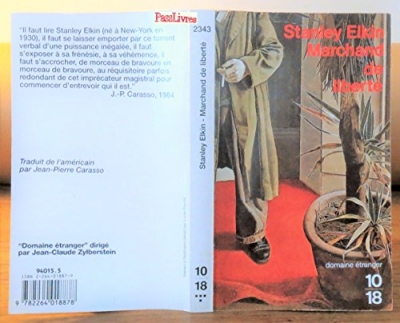 PassLivres
"Il faut lire Stanley Elkin (né à New-York en
1930), il faut se laisser emporter par ce torrent
verbal d'une puissance inégale, il faut
s'exposer à sa frénésie, à sa véhémence, il
faut s'accrocher, de morceau de bravoure en
morceau de bravoure, au réquisitoire parfois
redondant de cet imprécateur magistral pour
commencer d'entrevoir qui il est."
J.-P. Carasso, 1984
Traduit de l'américain
par Jean-Pierre Carasso
"Domaine étranger" dirigé
par Jean-Claude Zylberstein
94015.5
9 782264 018878
2343
Stanley Elkin - Marchand de liberté
10
18
Stanley Elkin
Marchand
de
liberté
domaine étranger
10
18